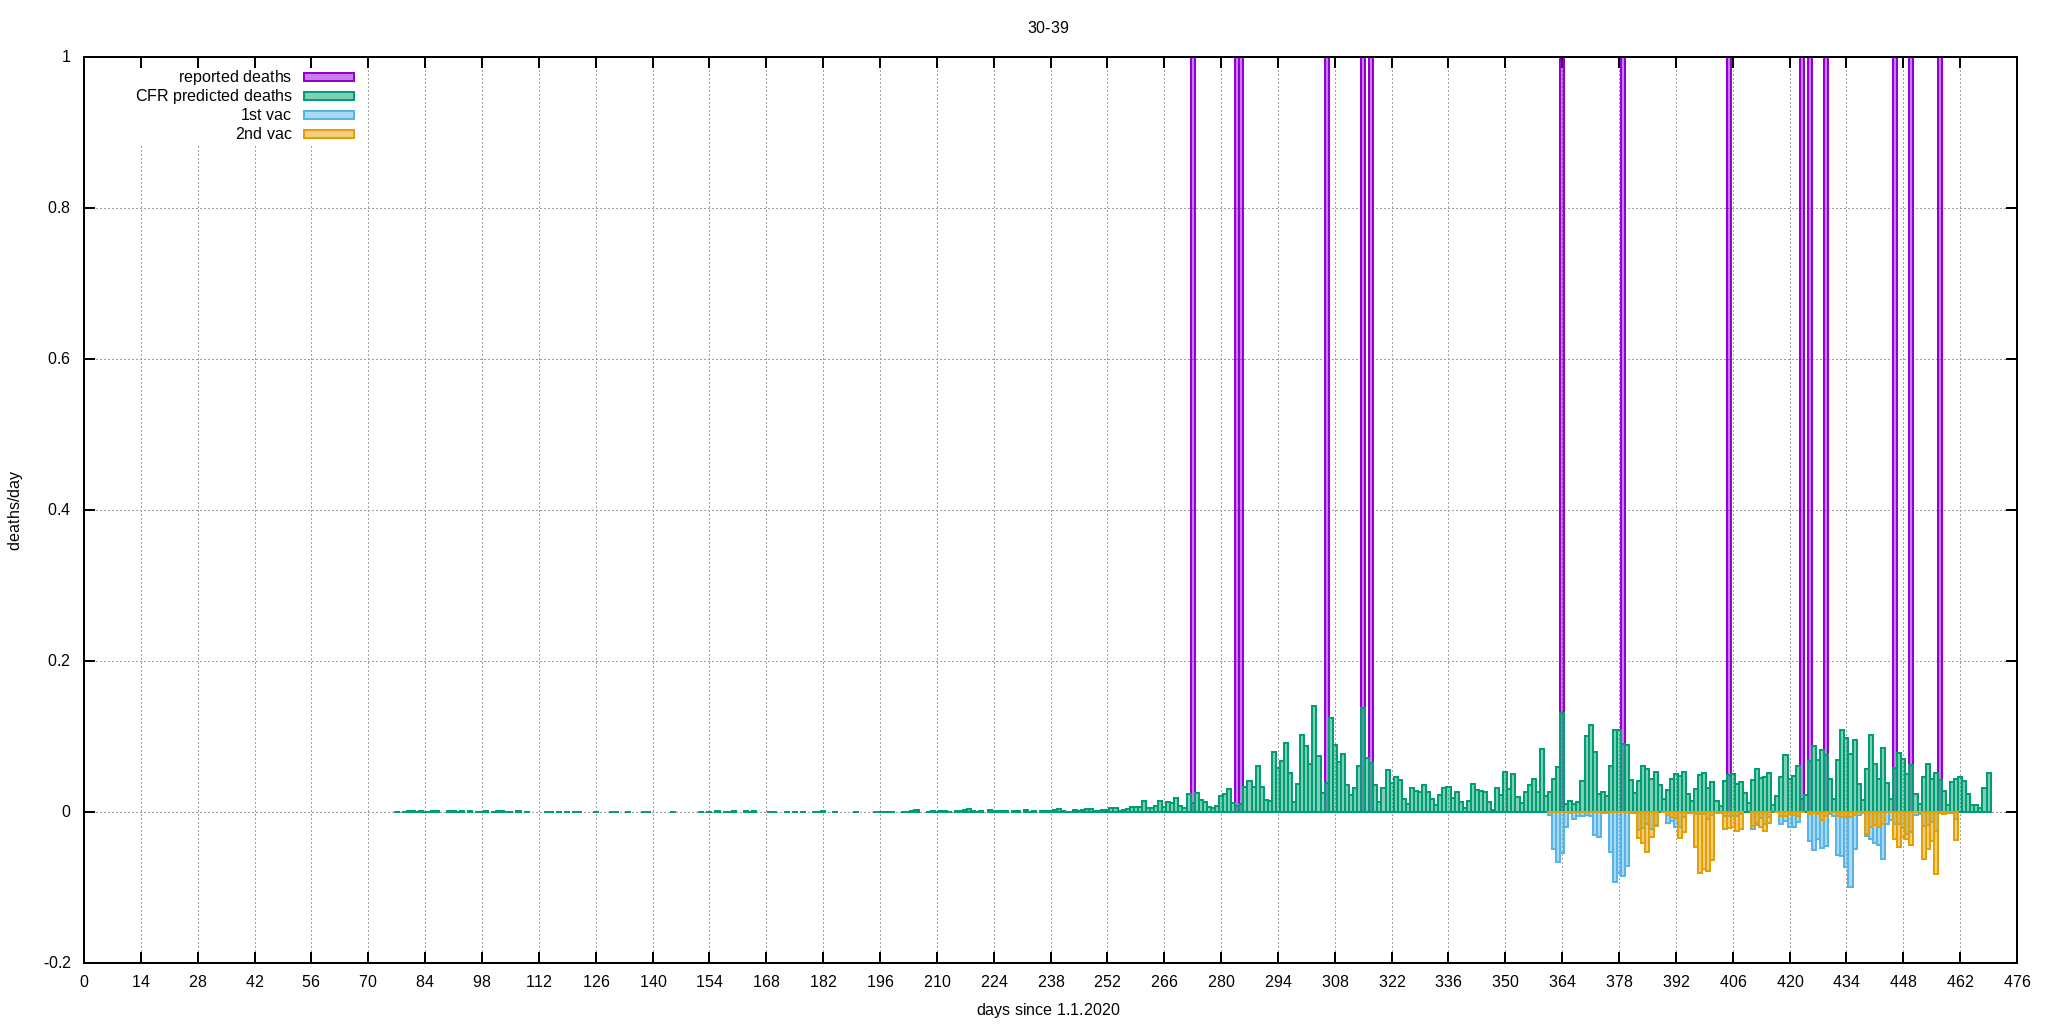 30-39
1
reported deaths
CFR predicted deaths
1st vac
2nd vac
0.8
0.6
0.4
0.2
0
-0.2
deaths/day
0 14 28 42 56 70 84 98 112 126 140 154 168 182 196 210 224 238 252 266 280 294 308 322 336 350 364 378 392 406 420 434 448 462 476
days since 1.1.2020